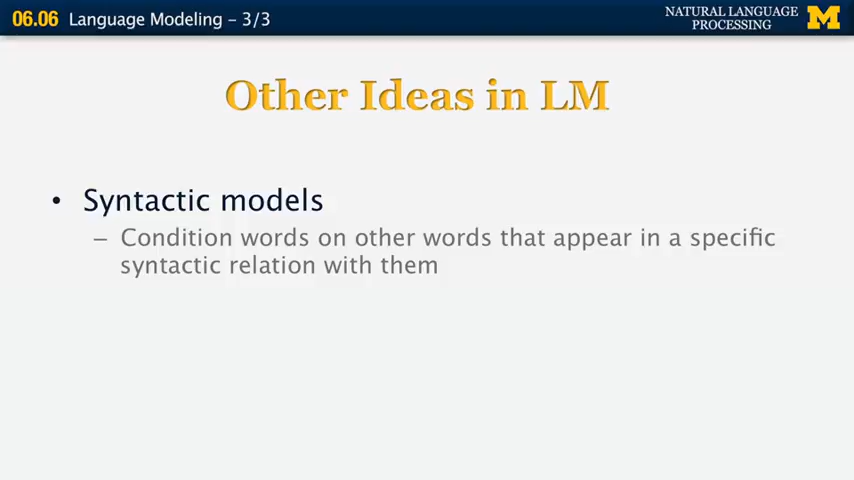 06.06 Language Modeling – 3/3
NATURAL LANGUAGE
PROCESSING
M
Other Ideas in LM
• Syntactic models
– Condition words on other words that appear in a specific
syntactic relation with them